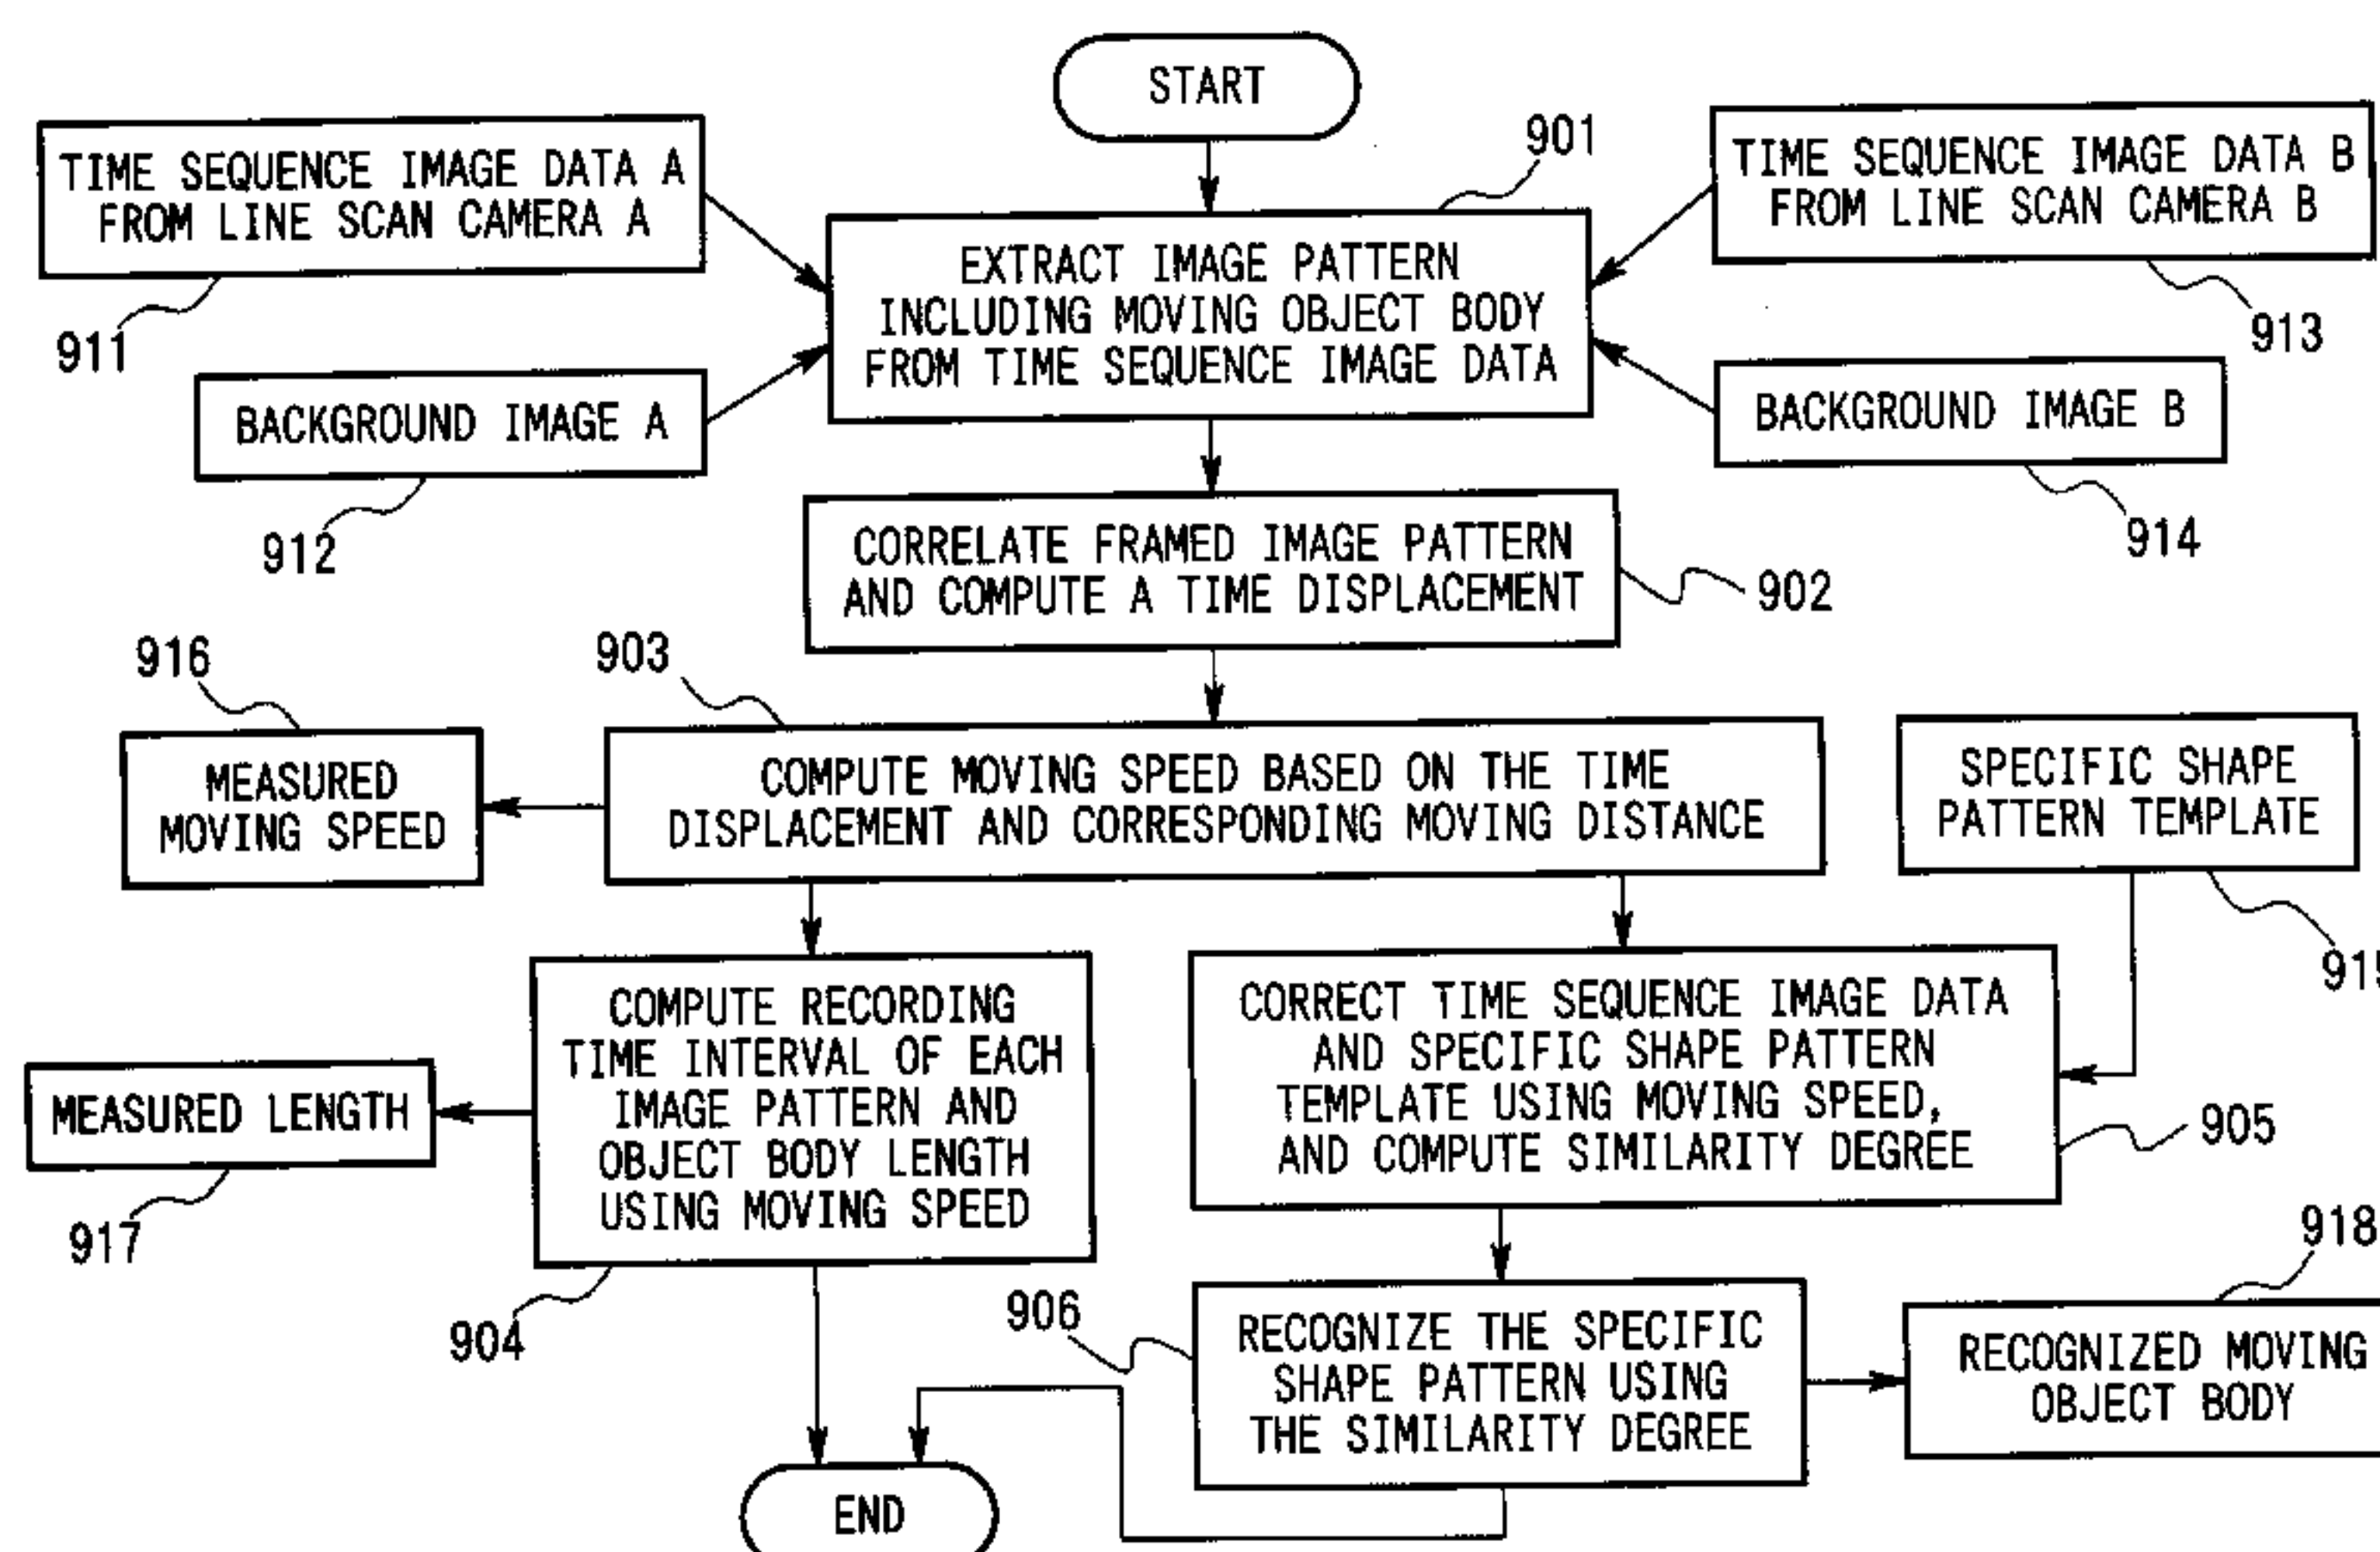 START
901
TIME SEQUENCE IMAGE DATA A
FROM LINE SCAN CAMERA A
911
TIME SEQUENCE IMAGE DATA B
FROM LINE SCAN CAMERA B
913
EXTRACT IMAGE PATTERN
INCLUDING MOVING OBJECT BODY
FROM TIME SEQUENCE IMAGE DATA
BACKGROUND IMAGE A
912
BACKGROUND IMAGE B
914
CORRELATE FRAMED IMAGE PATTERN
AND COMPUTE A TIME DISPLACEMENT
902
916
903
MEASURED
MOVING SPEED
COMPUTE MOVING SPEED BASED ON THE TIME
DISPLACEMENT AND CORRESPONDING MOVING DISTANCE
SPECIFIC SHAPE
PATTERN TEMPLATE
915
COMPUTE RECORDING
TIME INTERVAL OF EACH
IMAGE PATTERN AND
OBJECT BODY LENGTH
USING MOVING SPEED
904
CORRECT TIME SEQUENCE IMAGE DATA
AND SPECIFIC SHAPE PATTERN
TEMPLATE USING MOVING SPEED,
AND COMPUTE SIMILARITY DEGREE
905
MEASURED LENGTH
917
918
906
RECOGNIZE THE SPECIFIC
SHAPE PATTERN USING
THE SIMILARITY DEGREE
RECOGNIZED MOVING
OBJECT BODY
END